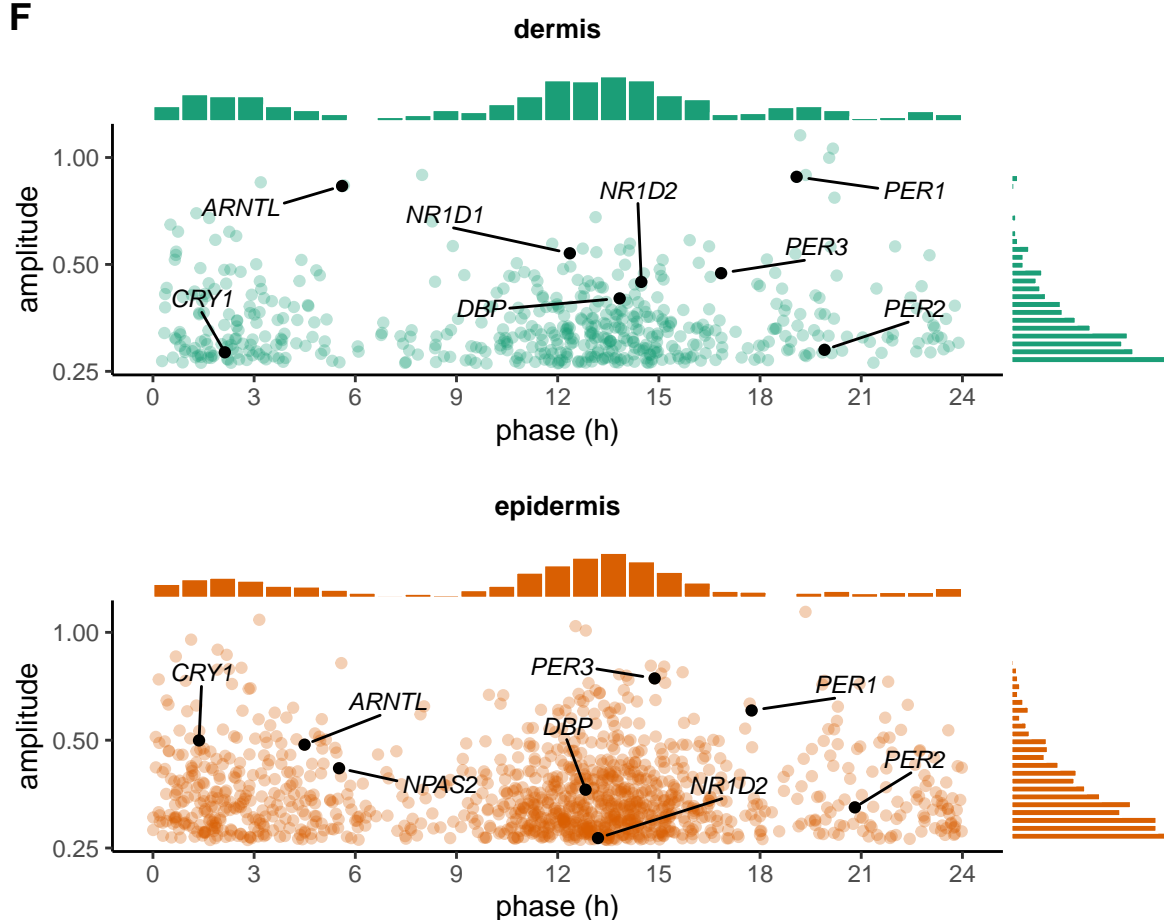 F
dermis
1.00
0.50
0.25
amplitude
ARNTL
CRY1
NR1D1
NR1D2
DBP
PER1
PER3
PER2
0 3 6 9 12 15 18 21 24
phase (h)
epidermis
1.00
0.50
0.25
amplitude
CRY1
ARNTL
NPAS2
PER3
DBP
NR1D2
PER1
PER2
0 3 6 9 12 15 18 21 24
phase (h)